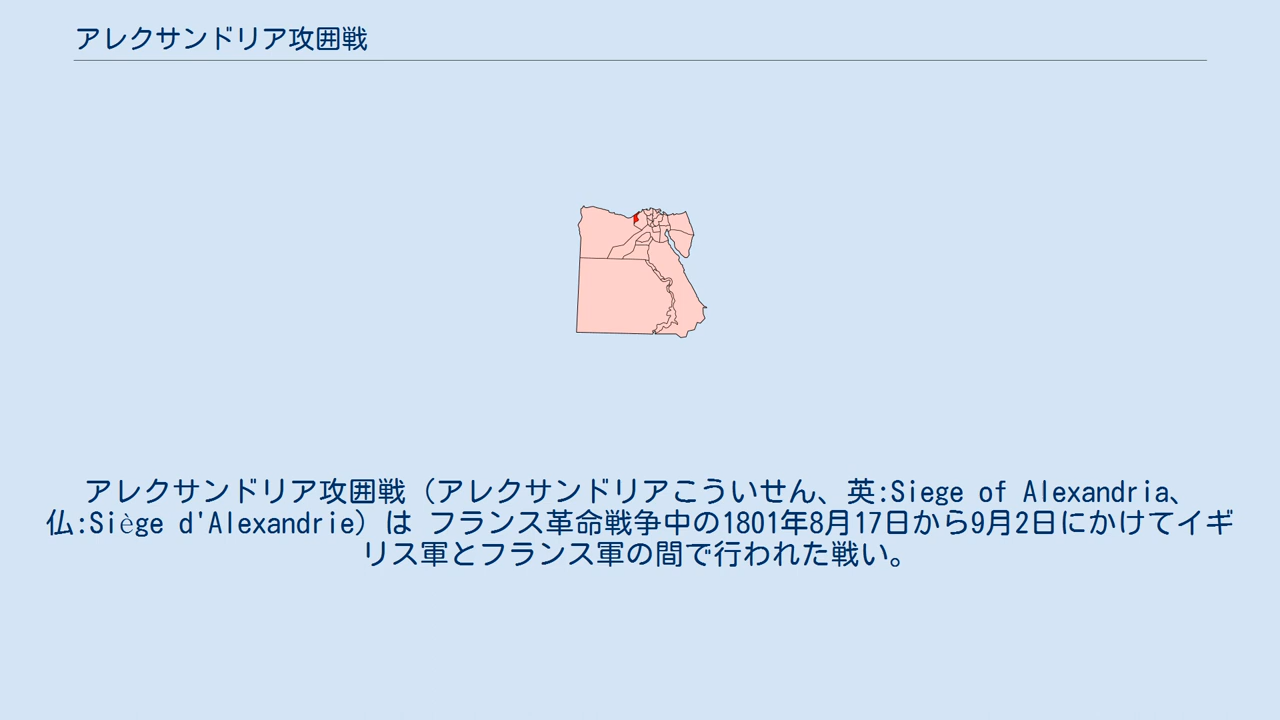 アレクサンドリア攻囲戦
アレクサンドリア攻囲戦（アレクサンドリアこういせん、英:Siege of Alexandria、
仏:Siège d'Alexandrie）は フランス革命戦争中の1801年8月17日から9月2日にかけてイギ
リス軍とフランス軍の間で行われた戦い。